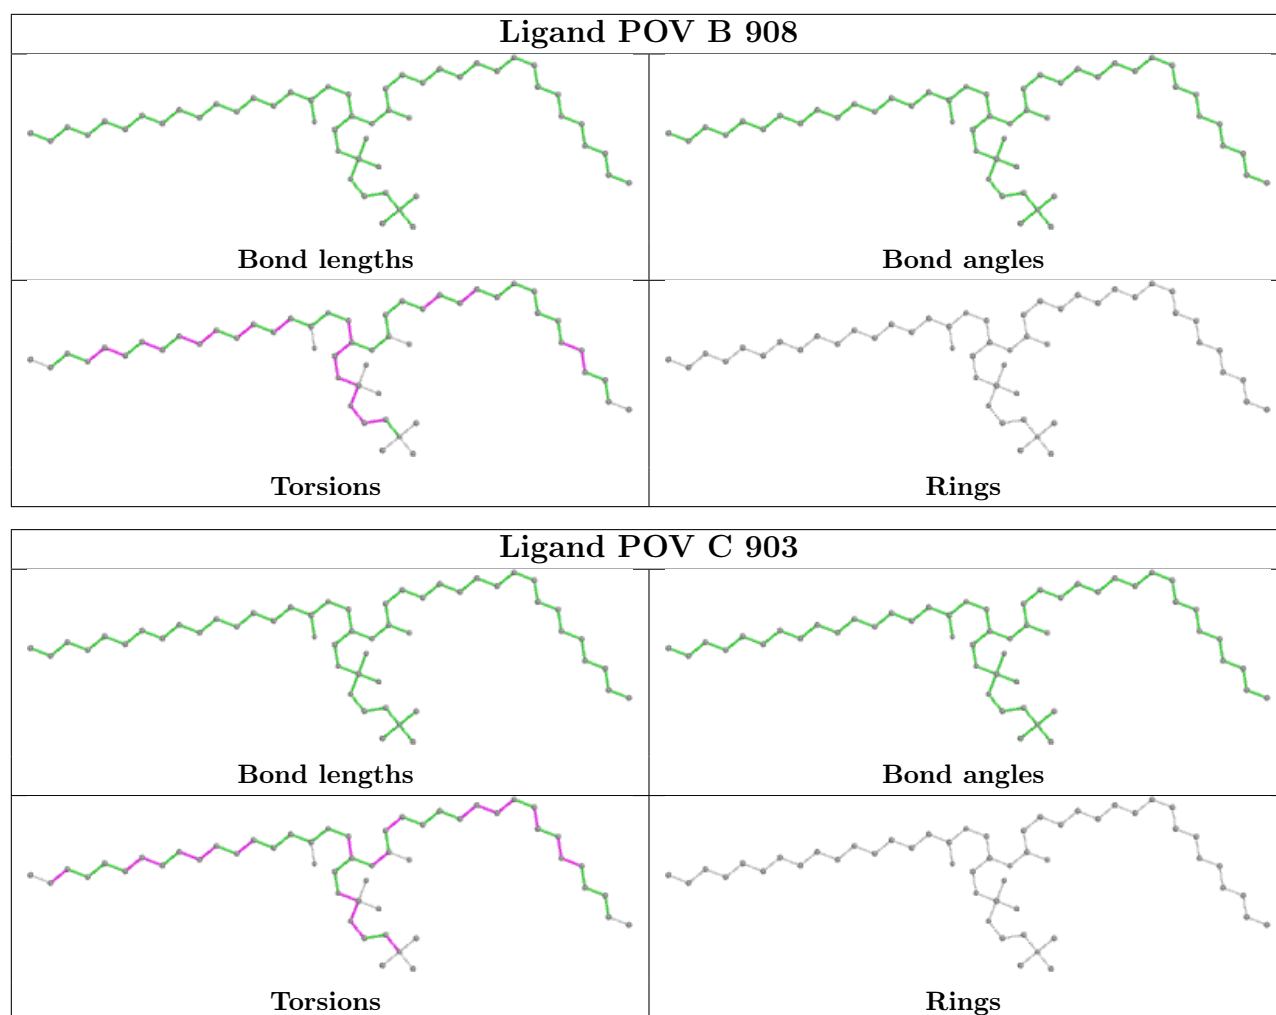 Ligand POV B 908
Bond lengths
Bond angles
Torsions
Rings
Ligand POV C 903
Bond lengths
Bond angles
Torsions
Rings